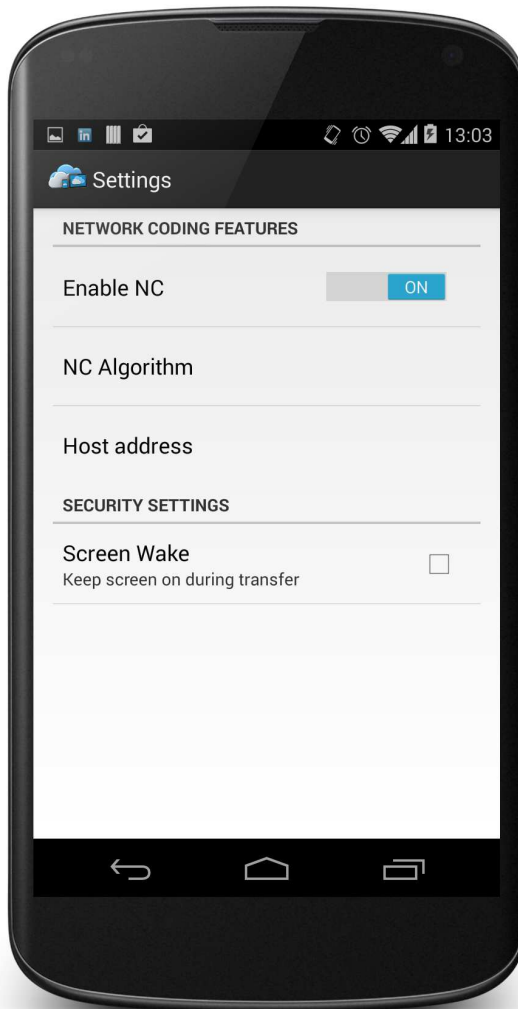 in
13:03
Settings
NETWORK CODING FEATURES
Enable NC
ON
NC Algorithm
Host address
SECURITY SETTINGS
Screen Wake
Keep screen on during transfer